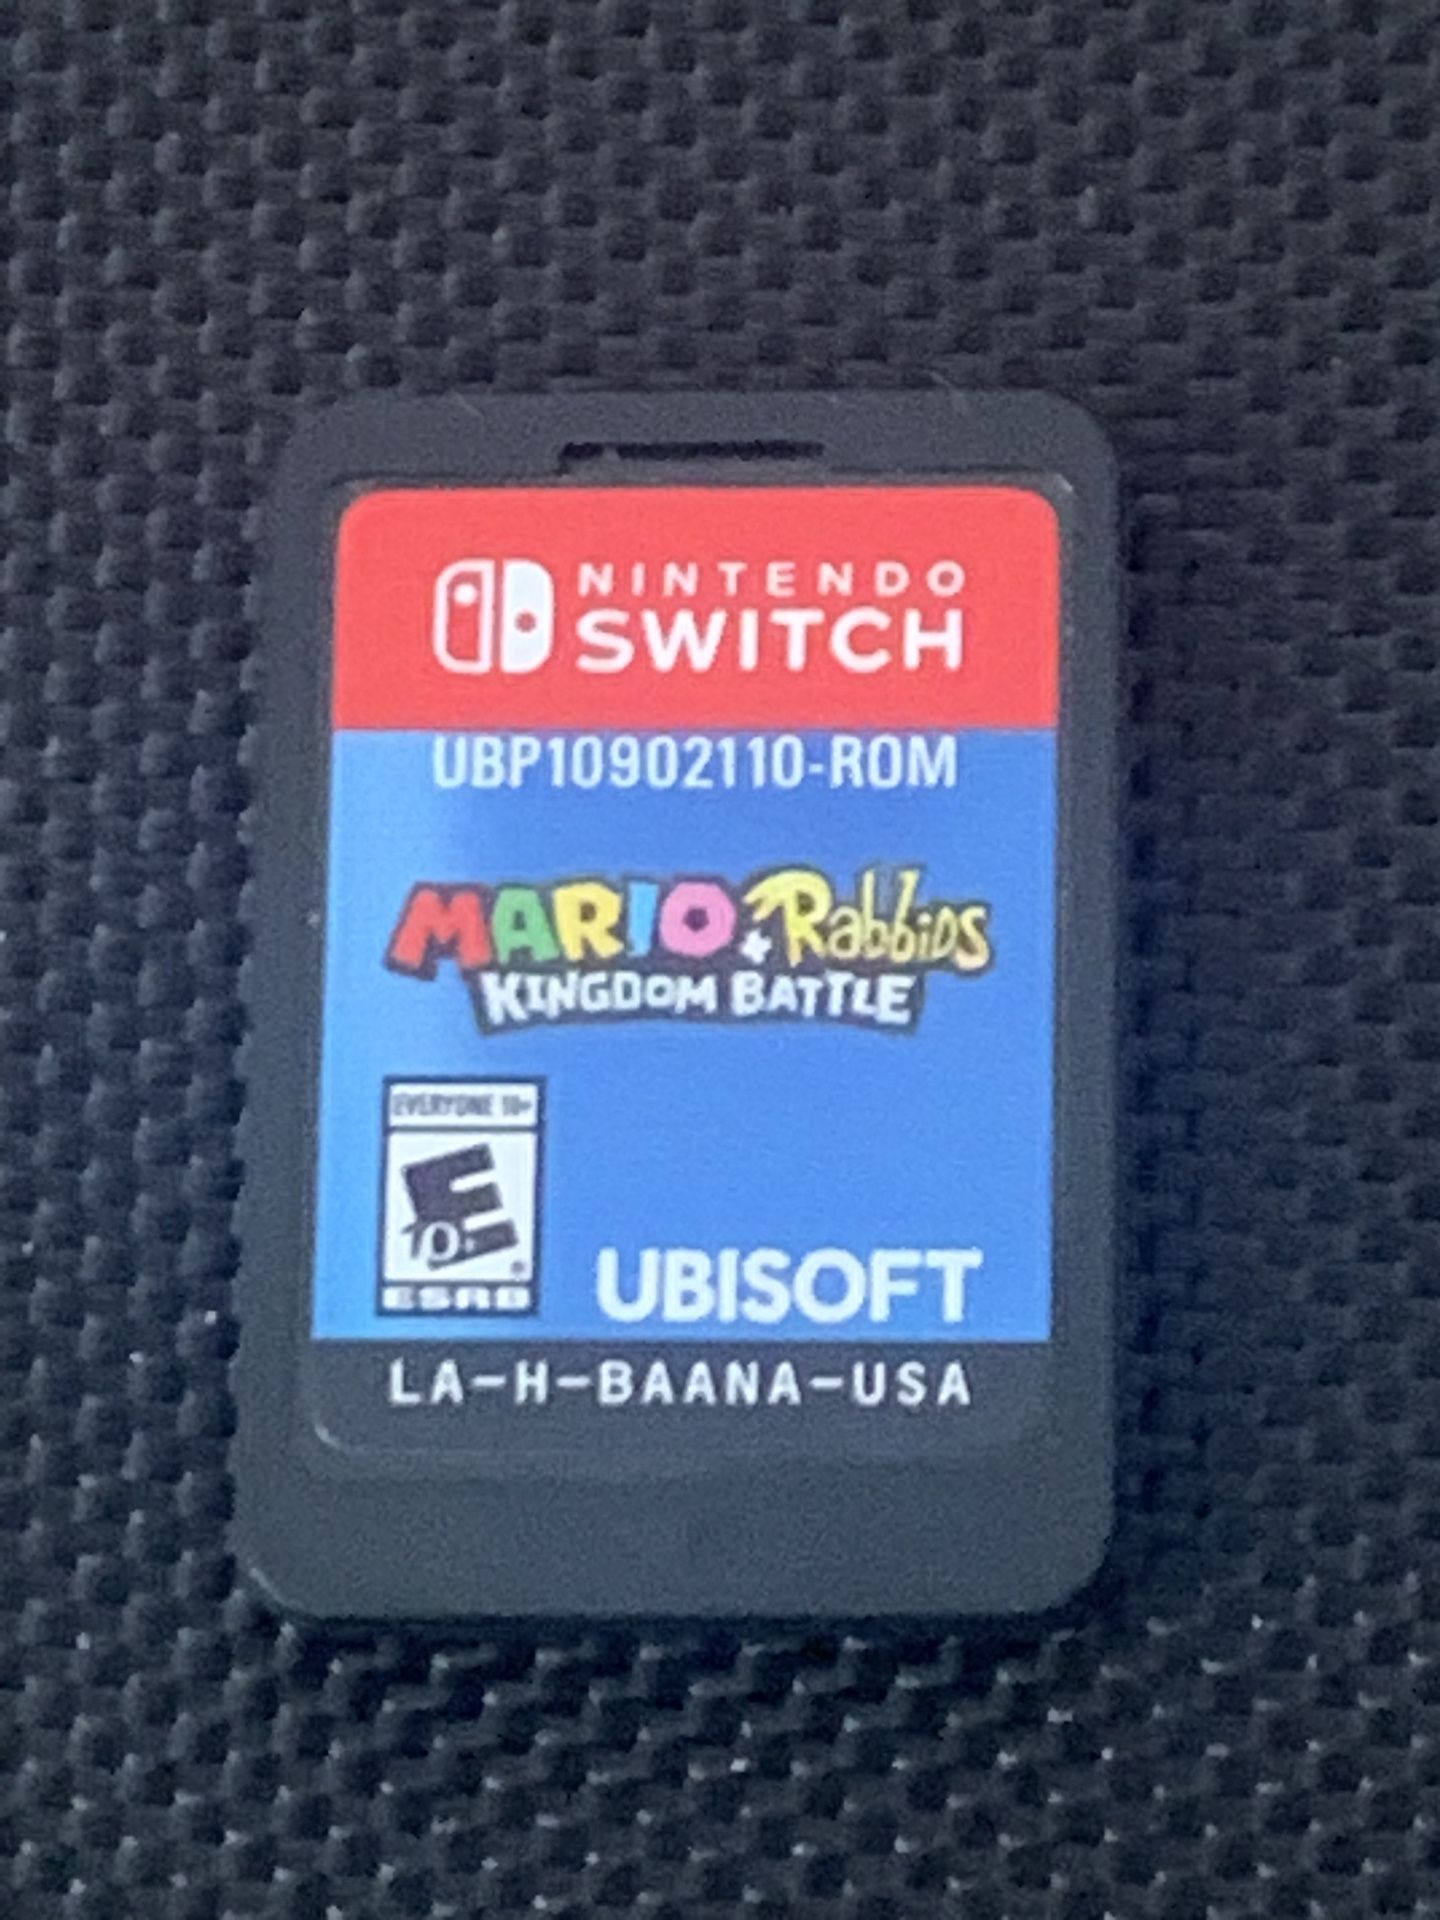 NINTENDO
SWITCH
UBP10902110-ROM
MARIO + Rabbids
KINGDOM BATTLE
EVERYONE 10+
E
10+
ESRB
UBISOFT
LA-H-BAANA-USA